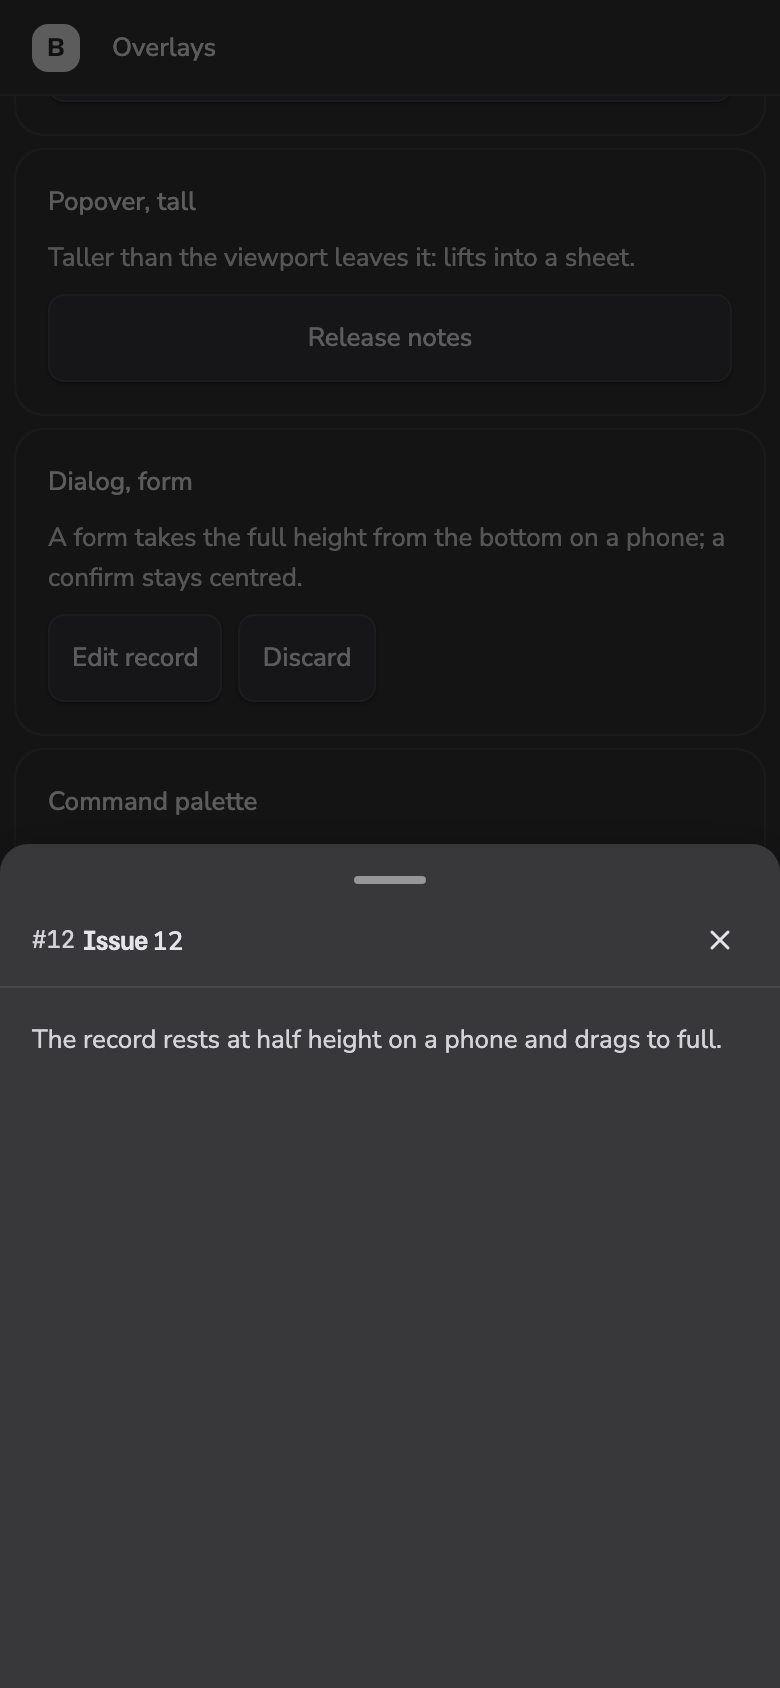 B Overlays
Popover, tall
Taller than the viewport leaves it: lifts into a sheet.
Release notes
Dialog, form
A form takes the full height from the bottom on a phone; a
confirm stays centred.
Edit record Discard
Command palette
#12 Issue 12
The record rests at half height on a phone and drags to full.